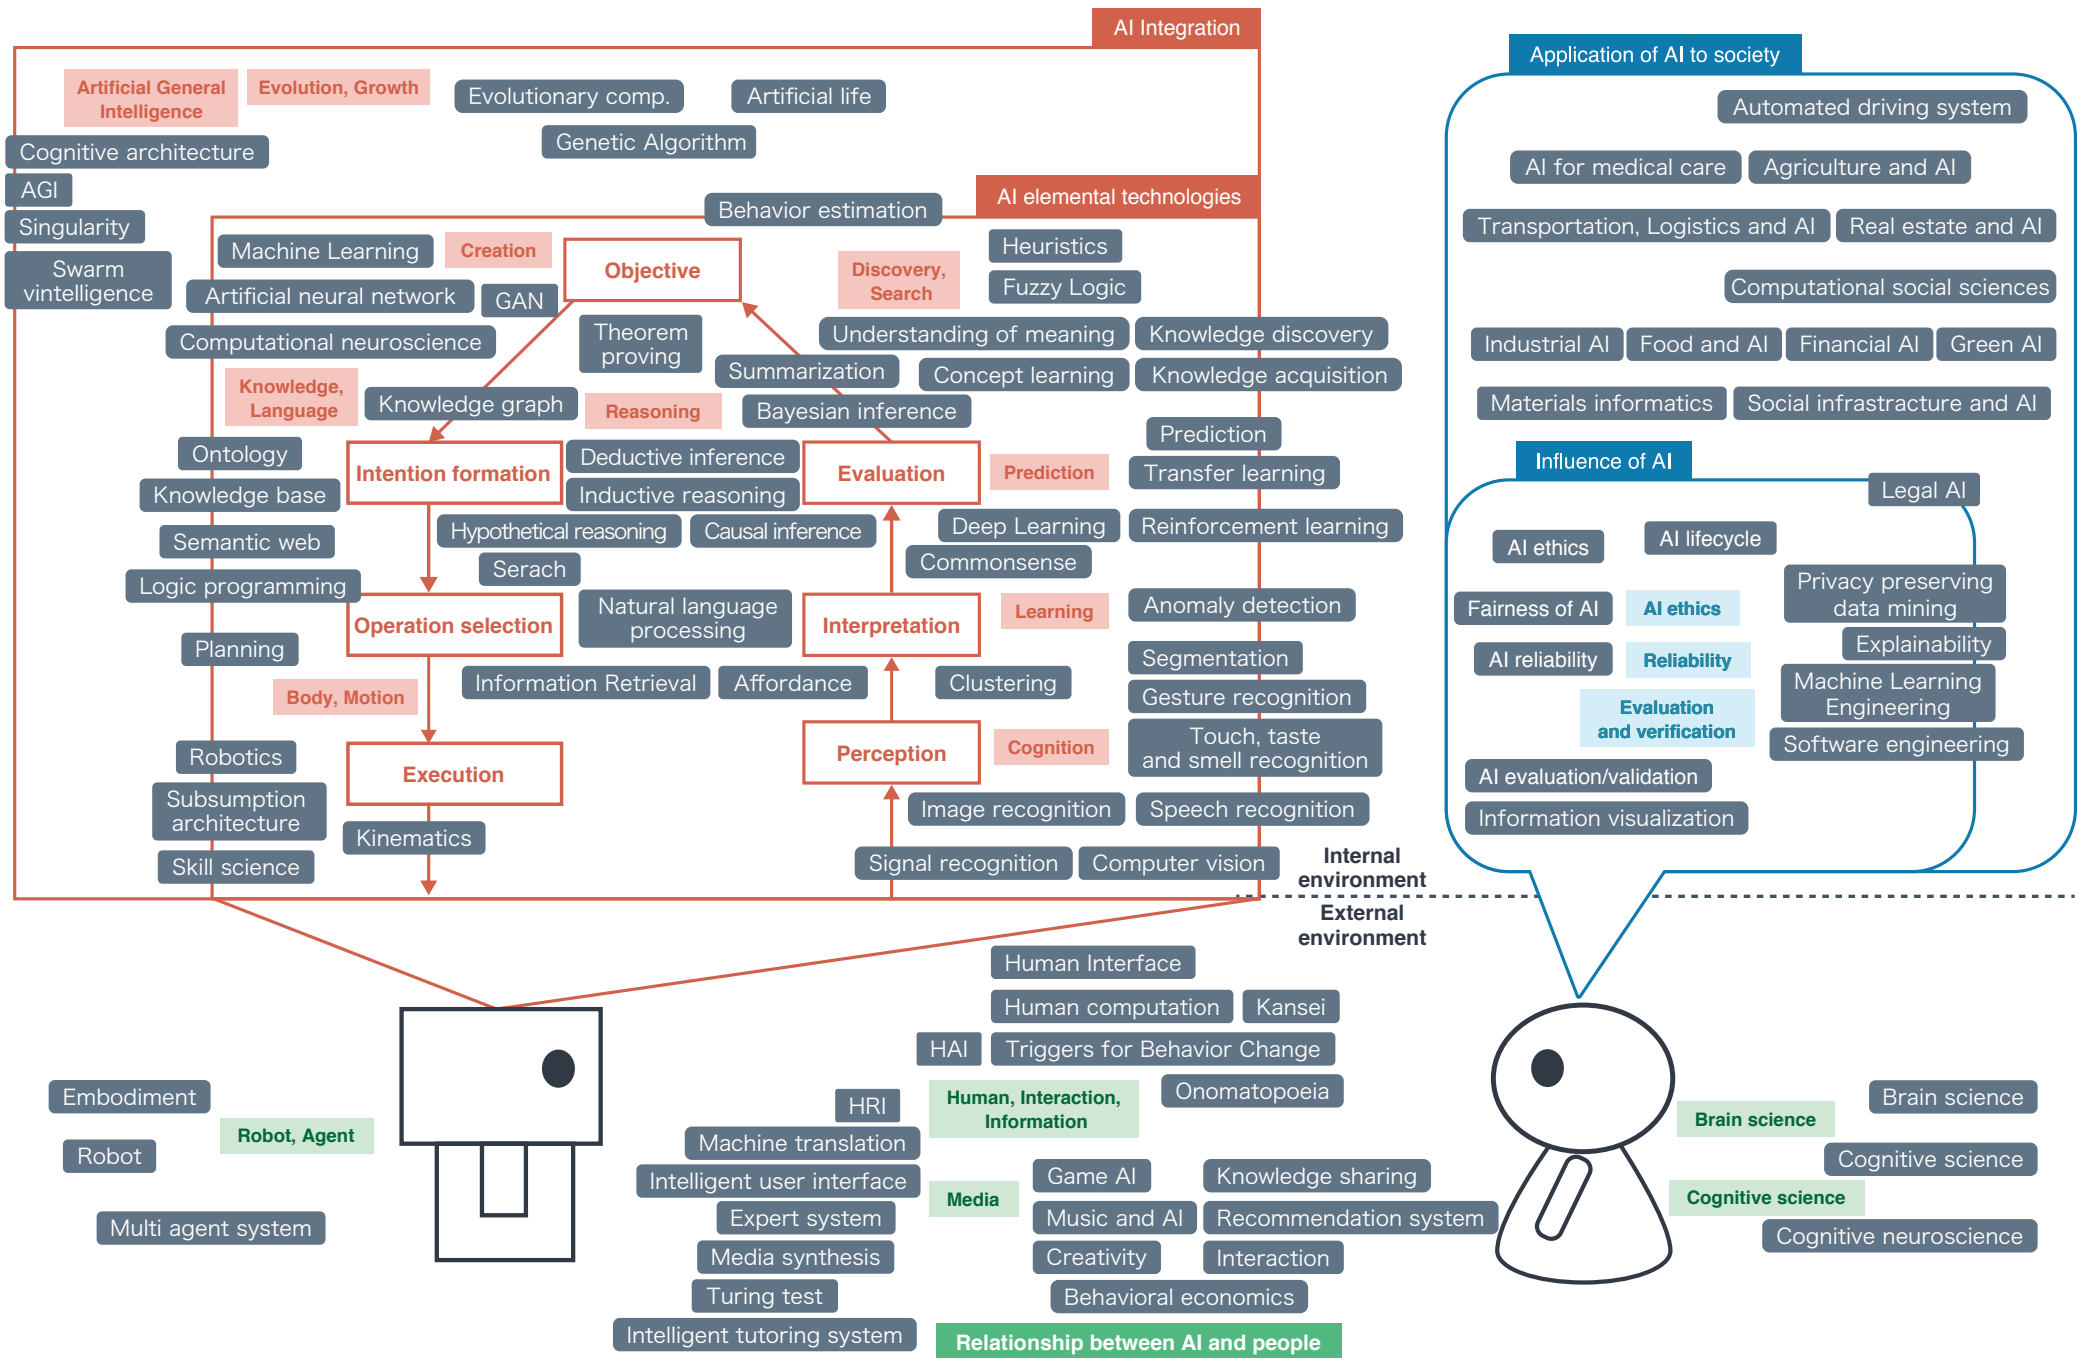 AI Integration
Artificial General
Intelligence
Evolution, Growth
Evolutionary comp.
Artificial life
Genetic Algorithm
Cognitive architecture
AGI
Singularity
Swarm
vintelligence
AI elemental technologies
Behavior estimation
Machine Learning
Creation
Objective
Discovery,
Search
Heuristics
Fuzzy Logic
Artificial neural network
GAN
Computational neuroscience
Theorem
proving
Understanding of meaning
Knowledge discovery
Summarization
Concept learning
Knowledge acquisition
Knowledge,
Language
Knowledge graph
Reasoning
Bayesian inference
Prediction
Ontology
Intention formation
Deductive inference
Evaluation
Prediction
Transfer learning
Knowledge base
Inductive reasoning
Semantic web
Hypothetical reasoning
Causal inference
Deep Learning
Reinforcement learning
Serach
Commonsense
Logic programming
Operation selection
Natural language
processing
Interpretation
Learning
Anomaly detection
Planning
Segmentation
Body, Motion
Information Retrieval
Affordance
Clustering
Gesture recognition
Robotics
Execution
Perception
Cognition
Touch, taste
and smell recognition
Subsumption
architecture
Kinematics
Image recognition
Speech recognition
Skill science
Signal recognition
Computer vision
Internal
environment
External
environment
Application of AI to society
Automated driving system
AI for medical care
Agriculture and AI
Transportation, Logistics and AI
Real estate and AI
Computational social sciences
Industrial AI
Food and AI
Financial AI
Green AI
Materials informatics
Social infrastracture and AI
Influence of AI
Legal AI
AI ethics
AI lifecycle
Privacy preserving
data mining
Fairness of AI
AI ethics
Explainability
AI reliability
Reliability
Machine Learning
Engineering
Evaluation
and verification
Software engineering
AI evaluation/validation
Information visualization
Human Interface
Human computation
Kansei
HAI
Triggers for Behavior Change
Onomatopoeia
HRI
Human, Interaction,
Information
Machine translation
Intelligent user interface
Media
Game AI
Knowledge sharing
Expert system
Music and AI
Recommendation system
Media synthesis
Creativity
Interaction
Turing test
Behavioral economics
Intelligent tutoring system
Relationship between AI and people
Embodiment
Robot, Agent
Robot
Multi agent system
Brain science
Brain science
Cognitive science
Cognitive science
Cognitive neuroscience